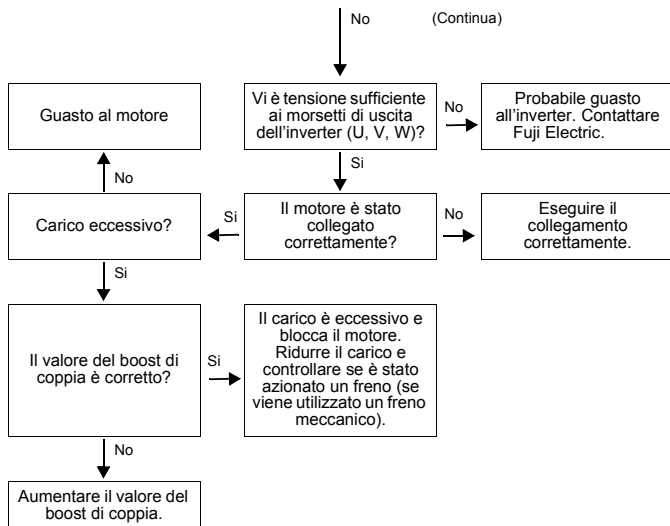 No
(Continua)
Guasto al motore
Vi è tensione sufficiente
ai morsetti di uscita
dell'inverter (U, V, W)?
No
Probabile guasto
all'inverter. Contattare
Fuji Electric.
No
Si
Carico eccessivo?
Si
Il motore è stato
collegato
correttamente?
No
Eseguire il
collegamento
correttamente.
Si
Il valore del boost di
coppia è corretto?
Si
Il carico è eccessivo e
blocca il motore.
Ridurre il carico e
controllare se è stato
azionato un freno (se
viene utilizzato un freno
meccanico).
No
Aumentare il valore del
boost di coppia.